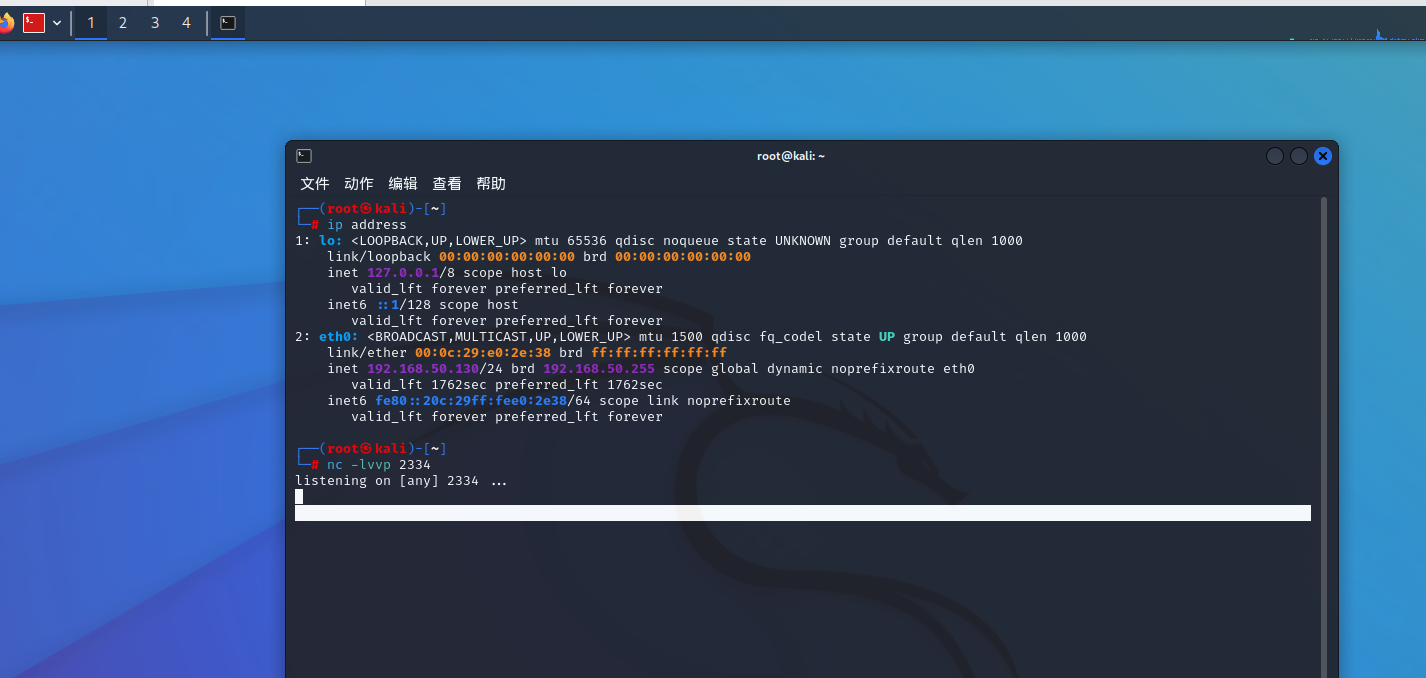 1 2 3 4
root@kali: ~
文件 动作 编辑 查看 帮助
┌──(root㉿kali)-[~]
└─# ip address
1: lo: <LOOPBACK,UP,LOWER_UP> mtu 65536 qdisc noqueue state UNKNOWN group default qlen 1000
    link/loopback 00:00:00:00:00:00 brd 00:00:00:00:00:00
    inet 127.0.0.1/8 scope host lo
       valid_lft forever preferred_lft forever
    inet6 ::1/128 scope host
       valid_lft forever preferred_lft forever
2: eth0: <BROADCAST,MULTICAST,UP,LOWER_UP> mtu 1500 qdisc fq_codel state UP group default qlen 1000
    link/ether 00:0c:29:e0:2e:38 brd ff:ff:ff:ff:ff:ff
    inet 192.168.50.130/24 brd 192.168.50.255 scope global dynamic noprefixroute eth0
       valid_lft 1762sec preferred_lft 1762sec
    inet6 fe80::20c:29ff:fee0:2e38/64 scope link noprefixroute
       valid_lft forever preferred_lft forever
┌──(root㉿kali)-[~]
└─# nc -lvvp 2334
listening on [any] 2334 ...